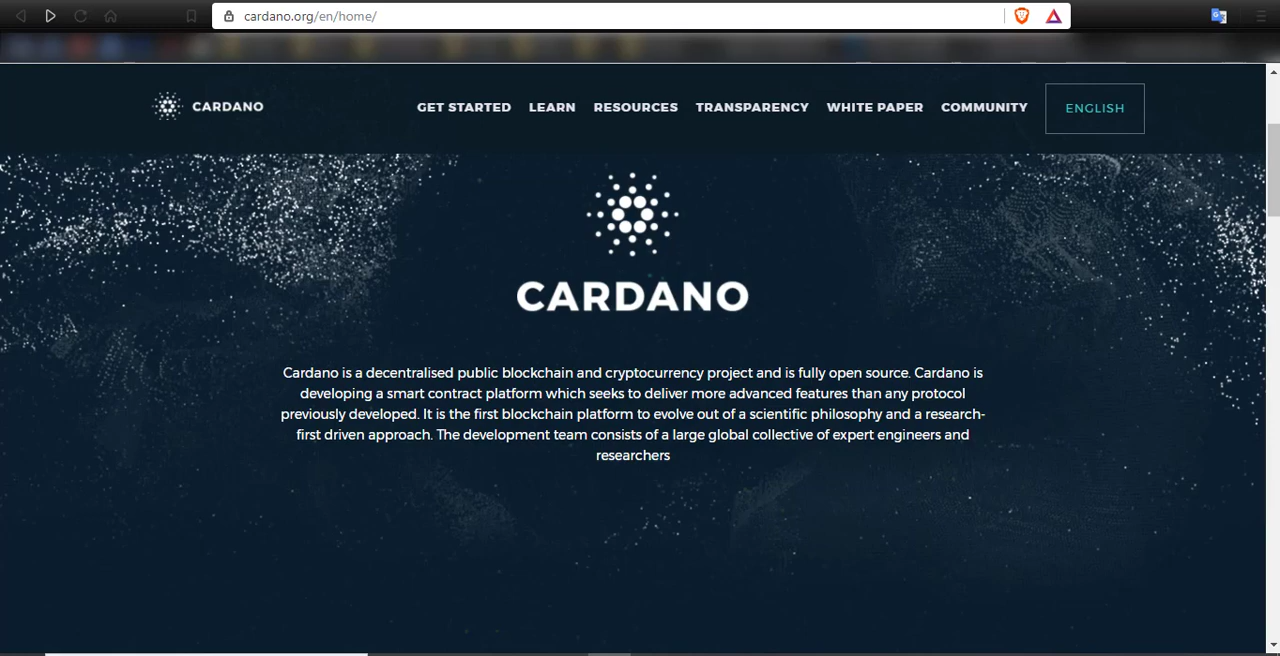 cardano.org/en/home/
CARDANO
GET STARTED LEARN RESOURCES TRANSPARENCY WHITE PAPER COMMUNITY ENGLISH
CARDANO
Cardano is a decentralised public blockchain and cryptocurrency project and is fully open source. Cardano is
developing a smart contract platform which seeks to deliver more advanced features than any protocol
previously developed. It is the first blockchain platform to evolve out of a scientific philosophy and a research-
first driven approach. The development team consists of a large global collective of expert engineers and
researchers